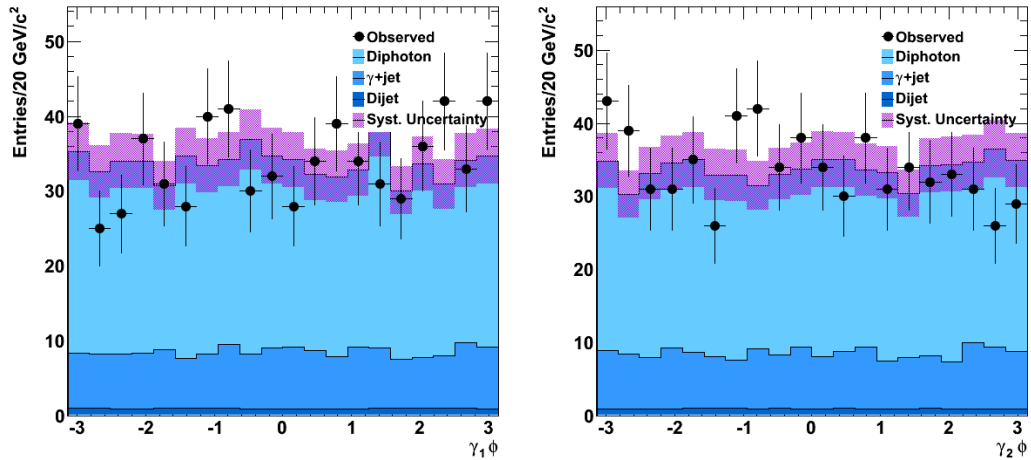 Entries/20 GeV/c²
50
40
30
20
10
0
-3 -2 -1 0 1 2 3
γ₁ ϕ
Observed
Diphoton
γ+jet
Dijet
Syst. Uncertainty
Entries/20 GeV/c²
50
40
30
20
10
0
-3 -2 -1 0 1 2 3
γ₂ ϕ
Observed
Diphoton
γ+jet
Dijet
Syst. Uncertainty